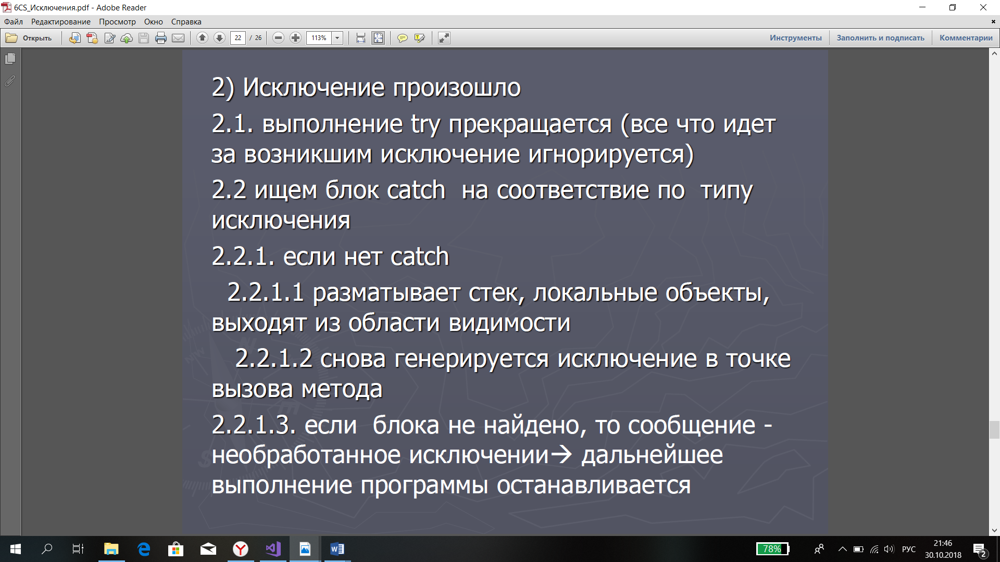 6CS_Исключения.pdf - Adobe Reader
Файл Редактирование Просмотр Окно Справка
Открыть 22 / 26 113% Инструменты Заполнить и подписать Комментарии
2) Исключение произошло
2.1. выполнение try прекращается (все что идет
за возникшим исключение игнорируется)
2.2 ищем блок catch на соответствие по типу
исключения
2.2.1. если нет catch
2.2.1.1 разматывает стек, локальные объекты,
выходят из области видимости
2.2.1.2 снова генерируется исключение в точке
вызова метода
2.2.1.3. если блока не найдено, то сообщение -
необработанное исключении→ дальнейшее
выполнение программы останавливается
78% РУС 21:46
30.10.2018 2